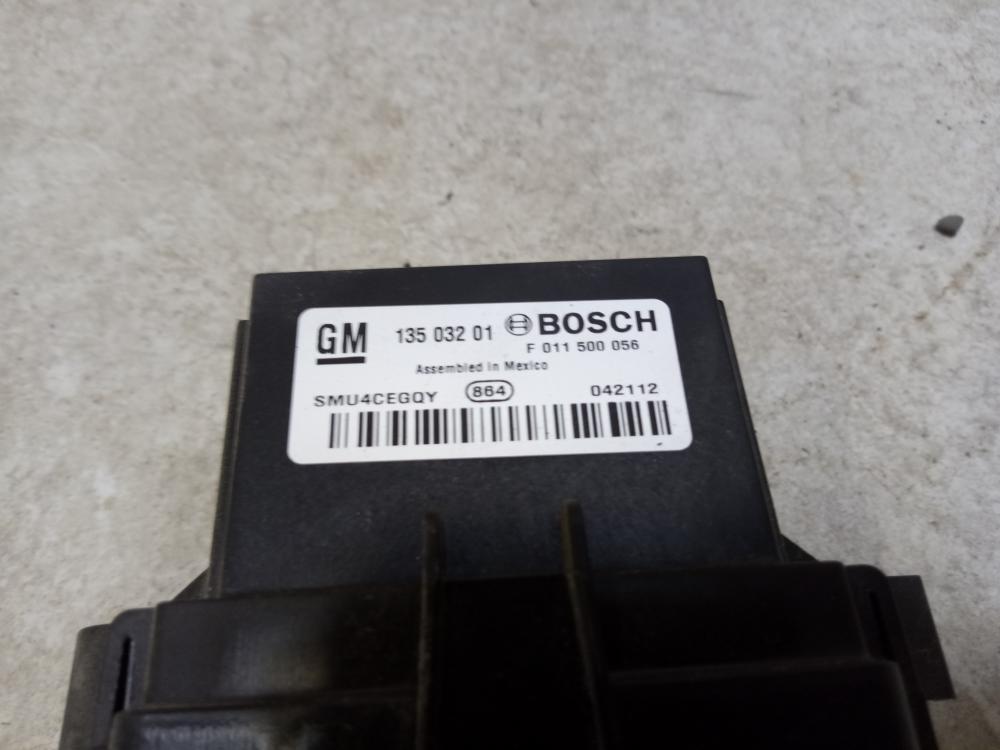 GM 135 032 01 BOSCH
F 011 500 056
Assembled in Mexico
SMU4CEGQY 864 042112